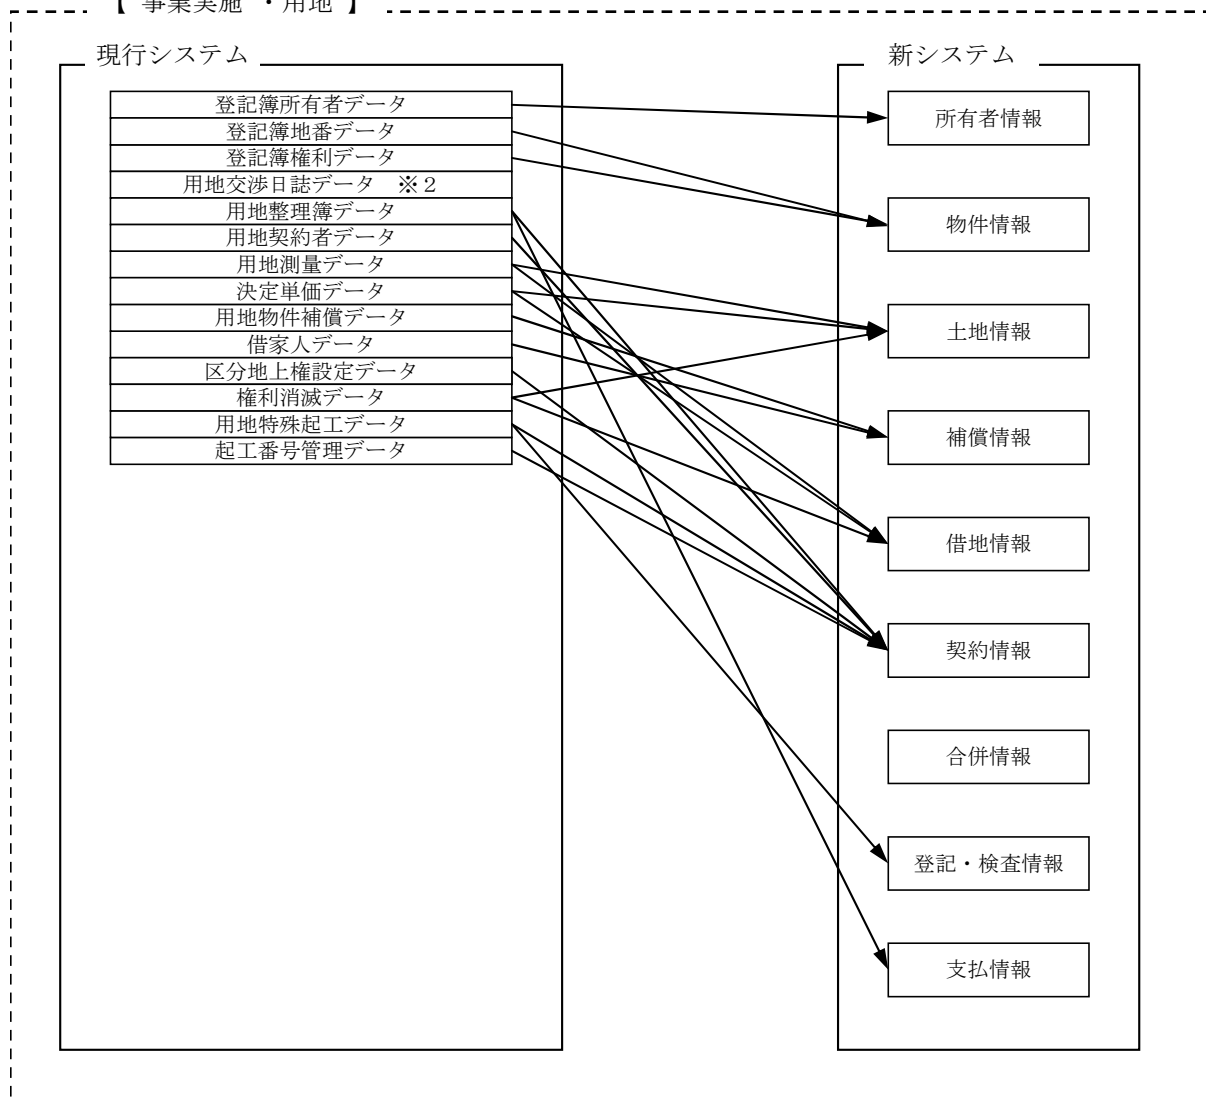 【 事業実施 ・用地 】
現行システム
登記簿所有者データ
登記簿地番データ
登記簿権利データ
用地交渉日誌データ　※２
用地整理簿データ
用地契約者データ
用地測量データ
決定単価データ
用地物件補償データ
借家人データ
区分地上権設定データ
権利消滅データ
用地特殊起工データ
起工番号管理データ
新システム
所有者情報
物件情報
土地情報
補償情報
借地情報
契約情報
合併情報
登記・検査情報
支払情報